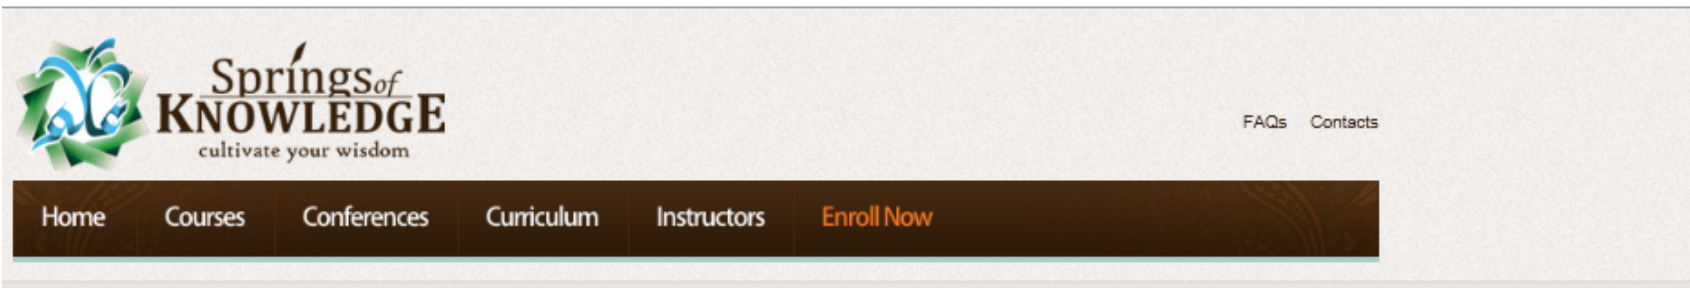 Springs of
KNOWLEDGE
cultivate your wisdom
FAQs Contacts
Home Courses Conferences Curriculum Instructors Enroll Now